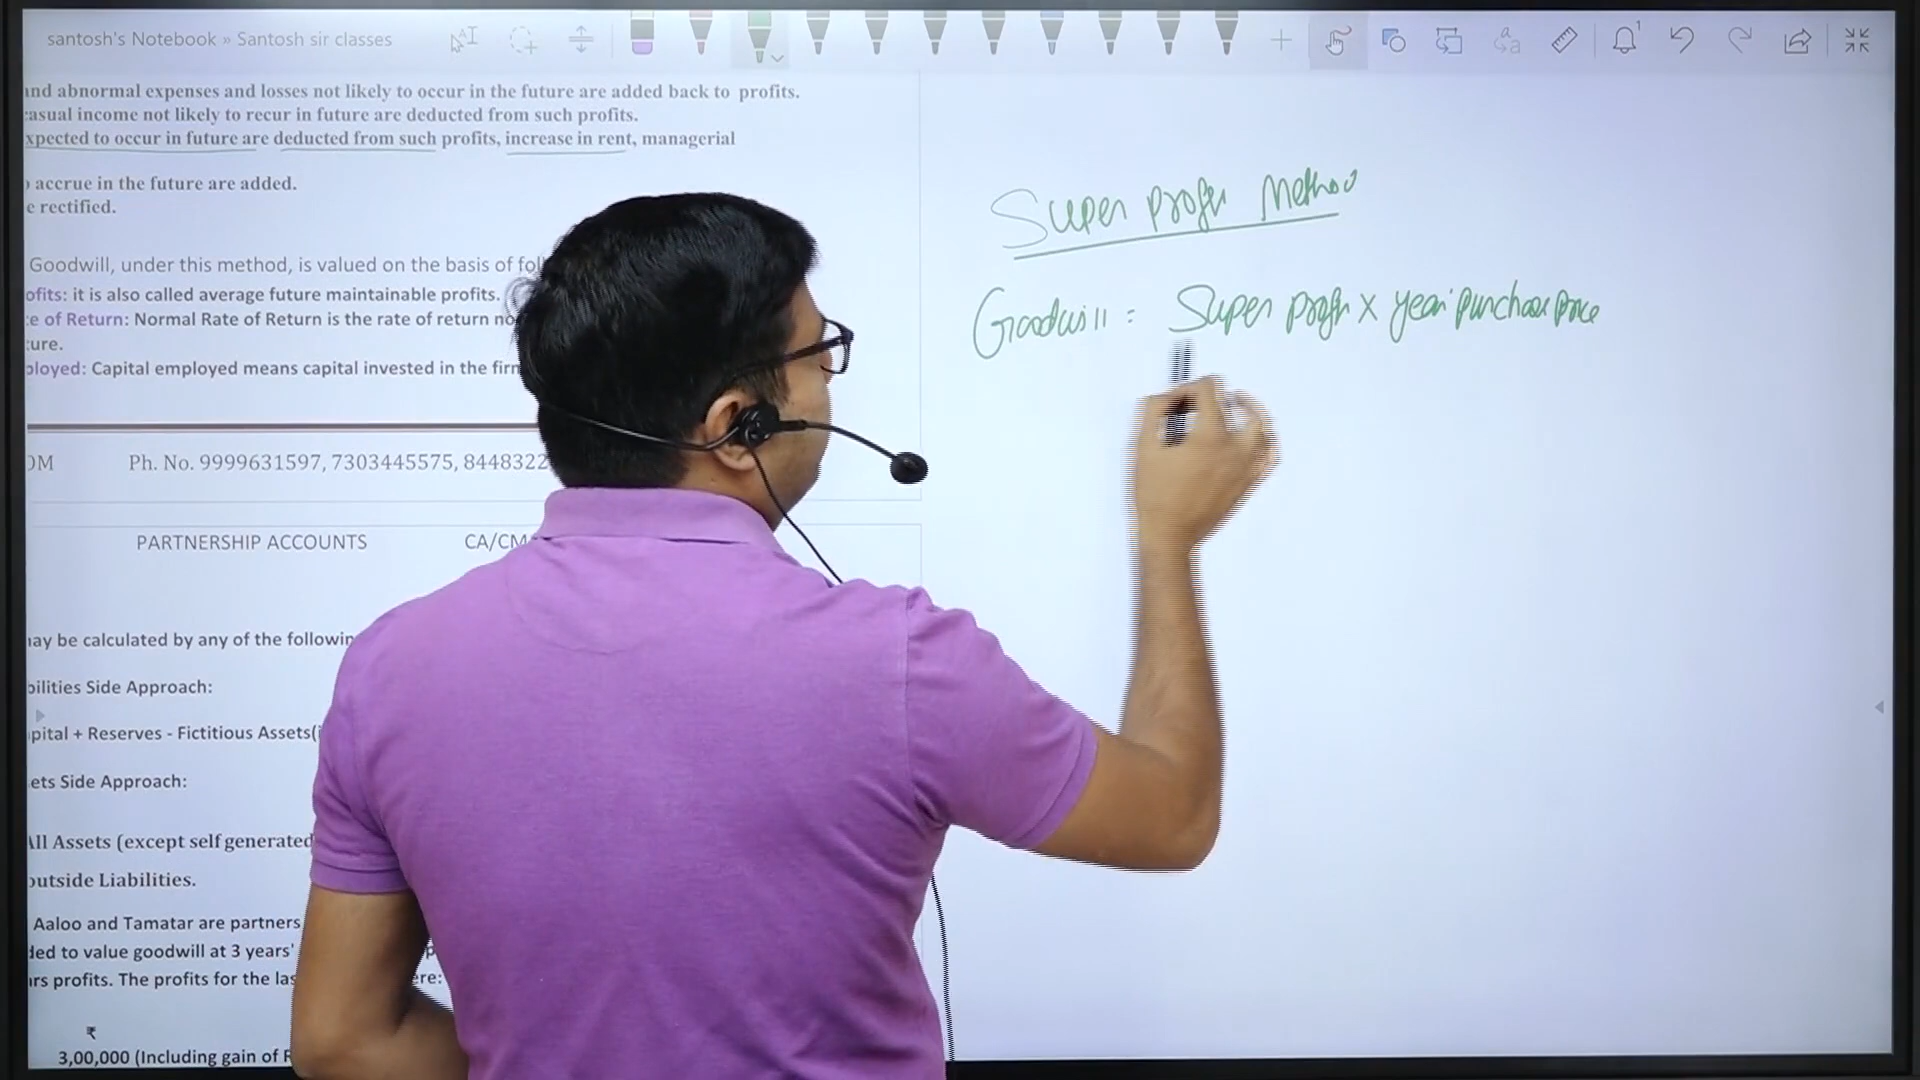 santosh's Notebook » Santosh sir classes
and abnormal expenses and losses not likely to occur in the future are added back to profits.
casual income not likely to recur in future are deducted from such profits.
xpected to occur in future are deducted from such profits, increase in rent, managerial
accrue in the future are added.
e rectified.
Goodwill, under this method, is valued on the basis of fol
ofits: it is also called average future maintainable profits.
e of Return: Normal Rate of Return is the rate of return no
ture.
ployed: Capital employed means capital invested in the firm
OM Ph. No. 9999631597, 7303445575, 8448322
PARTNERSHIP ACCOUNTS CA/CM
may be calculated by any of the followin
bilities Side Approach:
pital + Reserves - Fictitious Assets(i
ets Side Approach:
All Assets (except self generated
outside Liabilities.
Aaloo and Tamatar are partners
ded to value goodwill at 3 years' p
rs profits. The profits for the las ere:
₹
3,00,000 (Including gain of R
Super profit Method
Goodwill = Super profit x year' purchase price